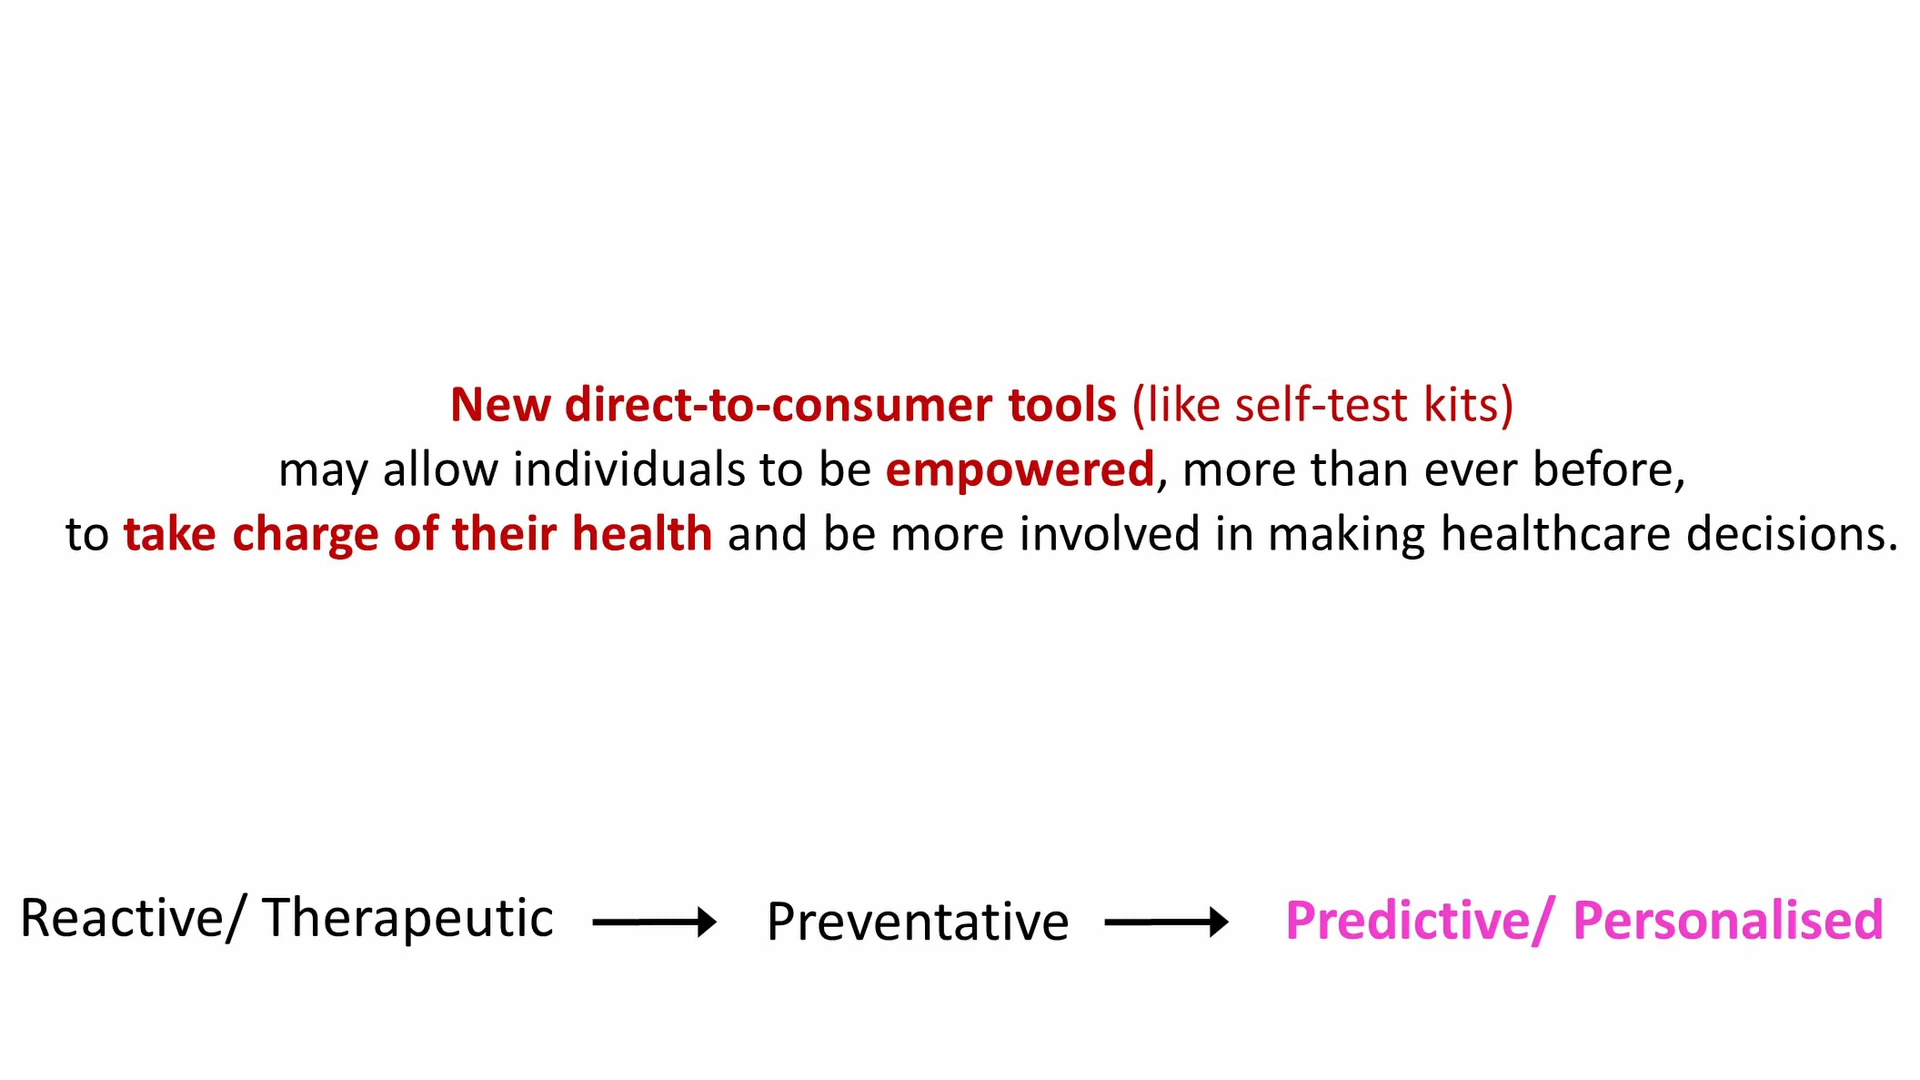 New direct-to-consumer tools (like self-test kits)
may allow individuals to be empowered, more than ever before,
to take charge of their health and be more involved in making healthcare decisions.
Reactive/ Therapeutic → Preventative → Predictive/ Personalised